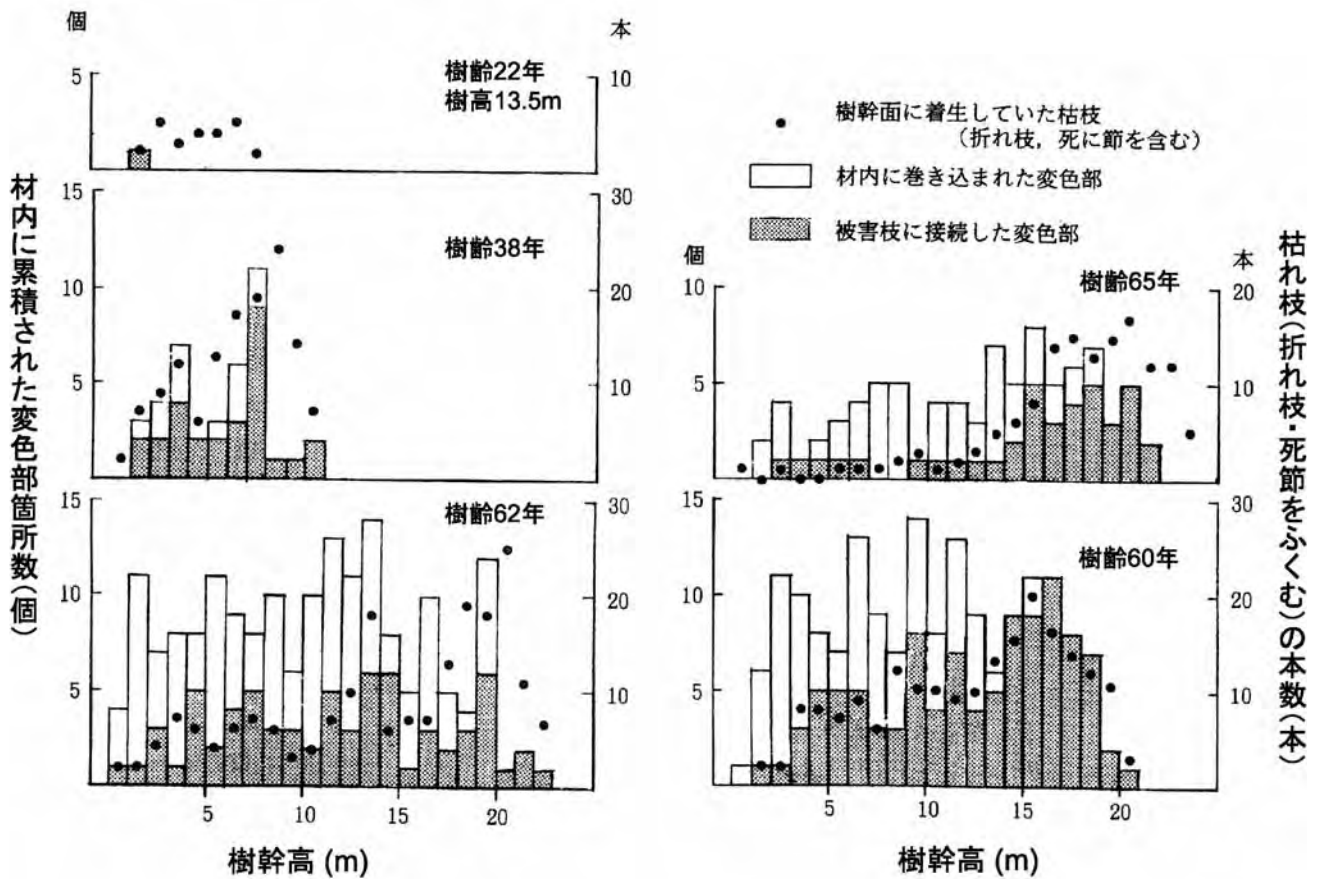 個
本
5
10
樹齢22年
樹高13.5m
15
30
樹齢38年
10
20
5
10
15
30
樹齢62年
10
20
5
10
5
10
15
20
樹幹高 (m)
材内に累積された変色部箇所数(個)
樹幹面に着生していた枯枝
(折れ枝,死に節を含む)
材内に巻き込まれた変色部
被害枝に接続した変色部
個
本
10
20
樹齢65年
5
10
15
30
樹齢60年
10
20
5
10
5
10
15
20
樹幹高 (m)
枯れ枝(折れ枝・死節をふくむ)の本数(本)